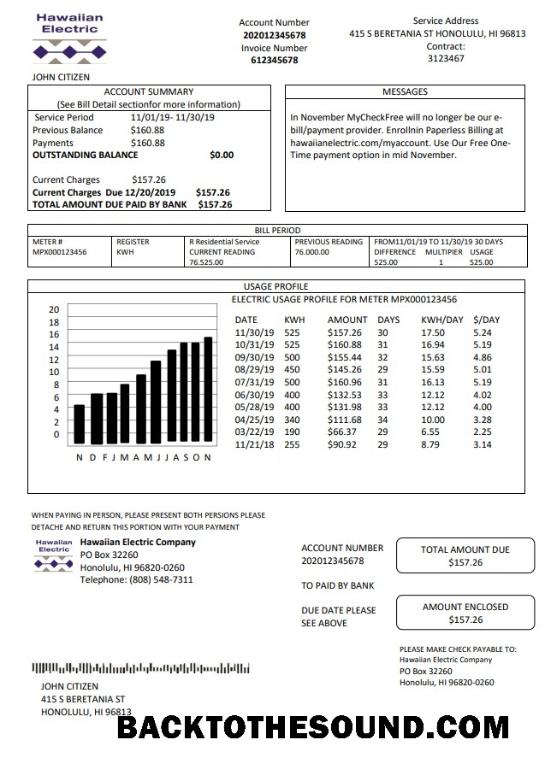 Hawaiian
Electric
Account Number
202012345678
Invoice Number
612345678
Service Address
415 S BERETANIA ST HONOLULU, HI 96813
Contract:
3123467
JOHN CITIZEN
ACCOUNT SUMMARY
(See Bill Detail sectionfor more information)
Service Period 11/01/19- 11/30/19
Previous Balance $160.88
Payments $160.88
OUTSTANDING BALANCE $0.00
Current Charges $157.26
Current Charges Due 12/20/2019 $157.26
TOTAL AMOUNT DUE PAID BY BANK $157.26
MESSAGES
In November MyCheckFree will no longer be our e-
bill/payment provider. Enrollnin Paperless Billing at
hawaiianelectric.com/myaccount. Use Our Free One-
Time payment option in mid November.
BILL PERIOD
METER # REGISTER R Residential Service PREVIOUS READING FROM11/01/19 TO 11/30/19 30 DAYS
MPX000123456 KWH CURRENT READING 76.000.00 DIFFERENCE MULTIPIER USAGE
76.525.00 525.00 1 525.00
USAGE PROFILE
ELECTRIC USAGE PROFILE FOR METER MPX000123456
20
18
16
14
12
10
8
6
4
2
0
N D F J M A M J J A S O N
DATE KWH AMOUNT DAYS KWH/DAY $/DAY
11/30/19 525 $157.26 30 17.50 5.24
10/31/19 525 $160.88 31 16.94 5.19
09/30/19 500 $155.44 32 15.63 4.86
08/29/19 450 $145.26 29 15.59 5.01
07/31/19 500 $160.96 31 16.13 5.19
06/30/19 400 $132.53 33 12.12 4.02
05/28/19 400 $131.98 33 12.12 4.00
04/25/19 340 $111.68 34 10.00 3.28
03/22/19 190 $66.37 29 6.55 2.25
11/21/18 255 $90.92 29 8.79 3.14
WHEN PAYING IN PERSON, PLEASE PRESENT BOTH PERSIONS PLEASE
DETACHE AND RETURN THIS PORTION WITH YOUR PAYMENT
Hawaiian
Electric
Hawaiian Electric Company
PO Box 32260
Honolulu, HI 96820-0260
Telephone: (808) 548-7311
ACCOUNT NUMBER
202012345678
TO PAID BY BANK
DUE DATE PLEASE
SEE ABOVE
TOTAL AMOUNT DUE
$157.26
AMOUNT ENCLOSED
$157.26
PLEASE MAKE CHECK PAYABLE TO:
Hawaiian Electric Company
PO Box 32260
Honolulu, HI 96820-0260
JOHN CITIZEN
415 S BERETANIA ST
HONOLULU, HI 96813
BACKTOTHESOUND.COM